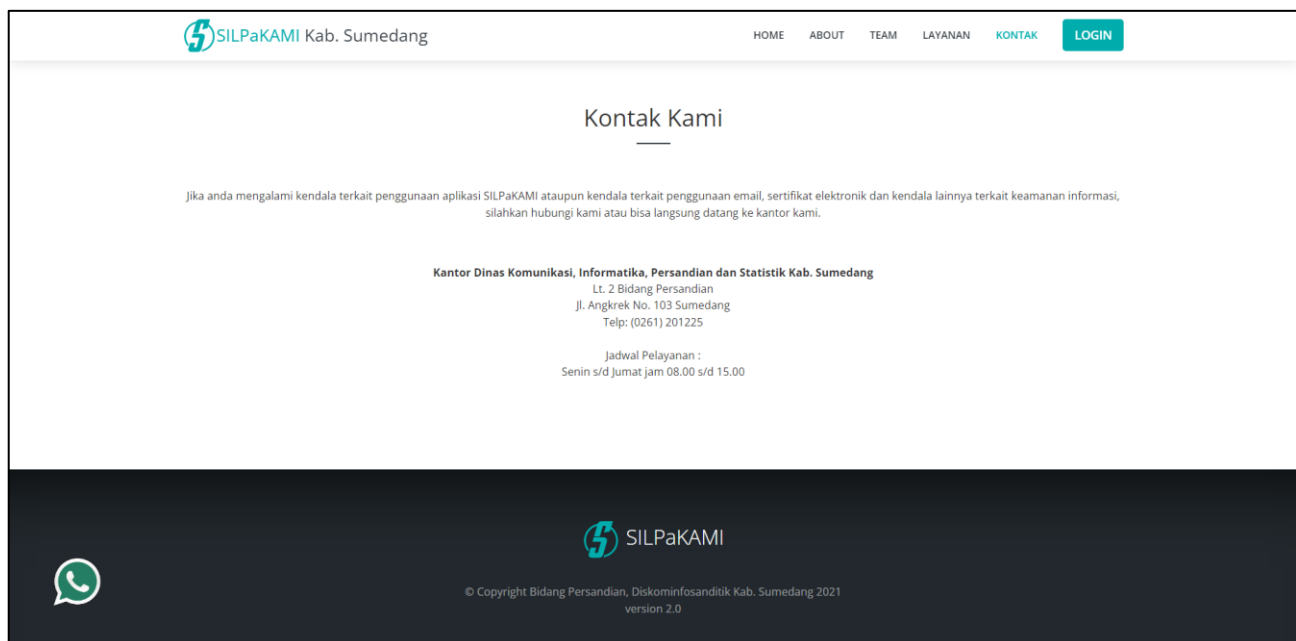 SILPaKAMI Kab. Sumedang
HOME ABOUT TEAM LAYANAN KONTAK LOGIN
Kontak Kami
Jika anda mengalami kendala terkait penggunaan aplikasi SILPaKAMI ataupun kendala terkait penggunaan email, sertifikat elektronik dan kendala lainnya terkait keamanan informasi,
silahkan hubungi kami atau bisa langsung datang ke kantor kami.
Kantor Dinas Komunikasi, Informatika, Persandian dan Statistik Kab. Sumedang
Lt. 2 Bidang Persandian
Jl. Angkrek No. 103 Sumedang
Telp: (0261) 201225
Jadwal Pelayanan :
Senin s/d Jumat jam 08.00 s/d 15.00
SILPaKAMI
© Copyright Bidang Persandian, Diskominfosanditik Kab. Sumedang 2021
version 2.0